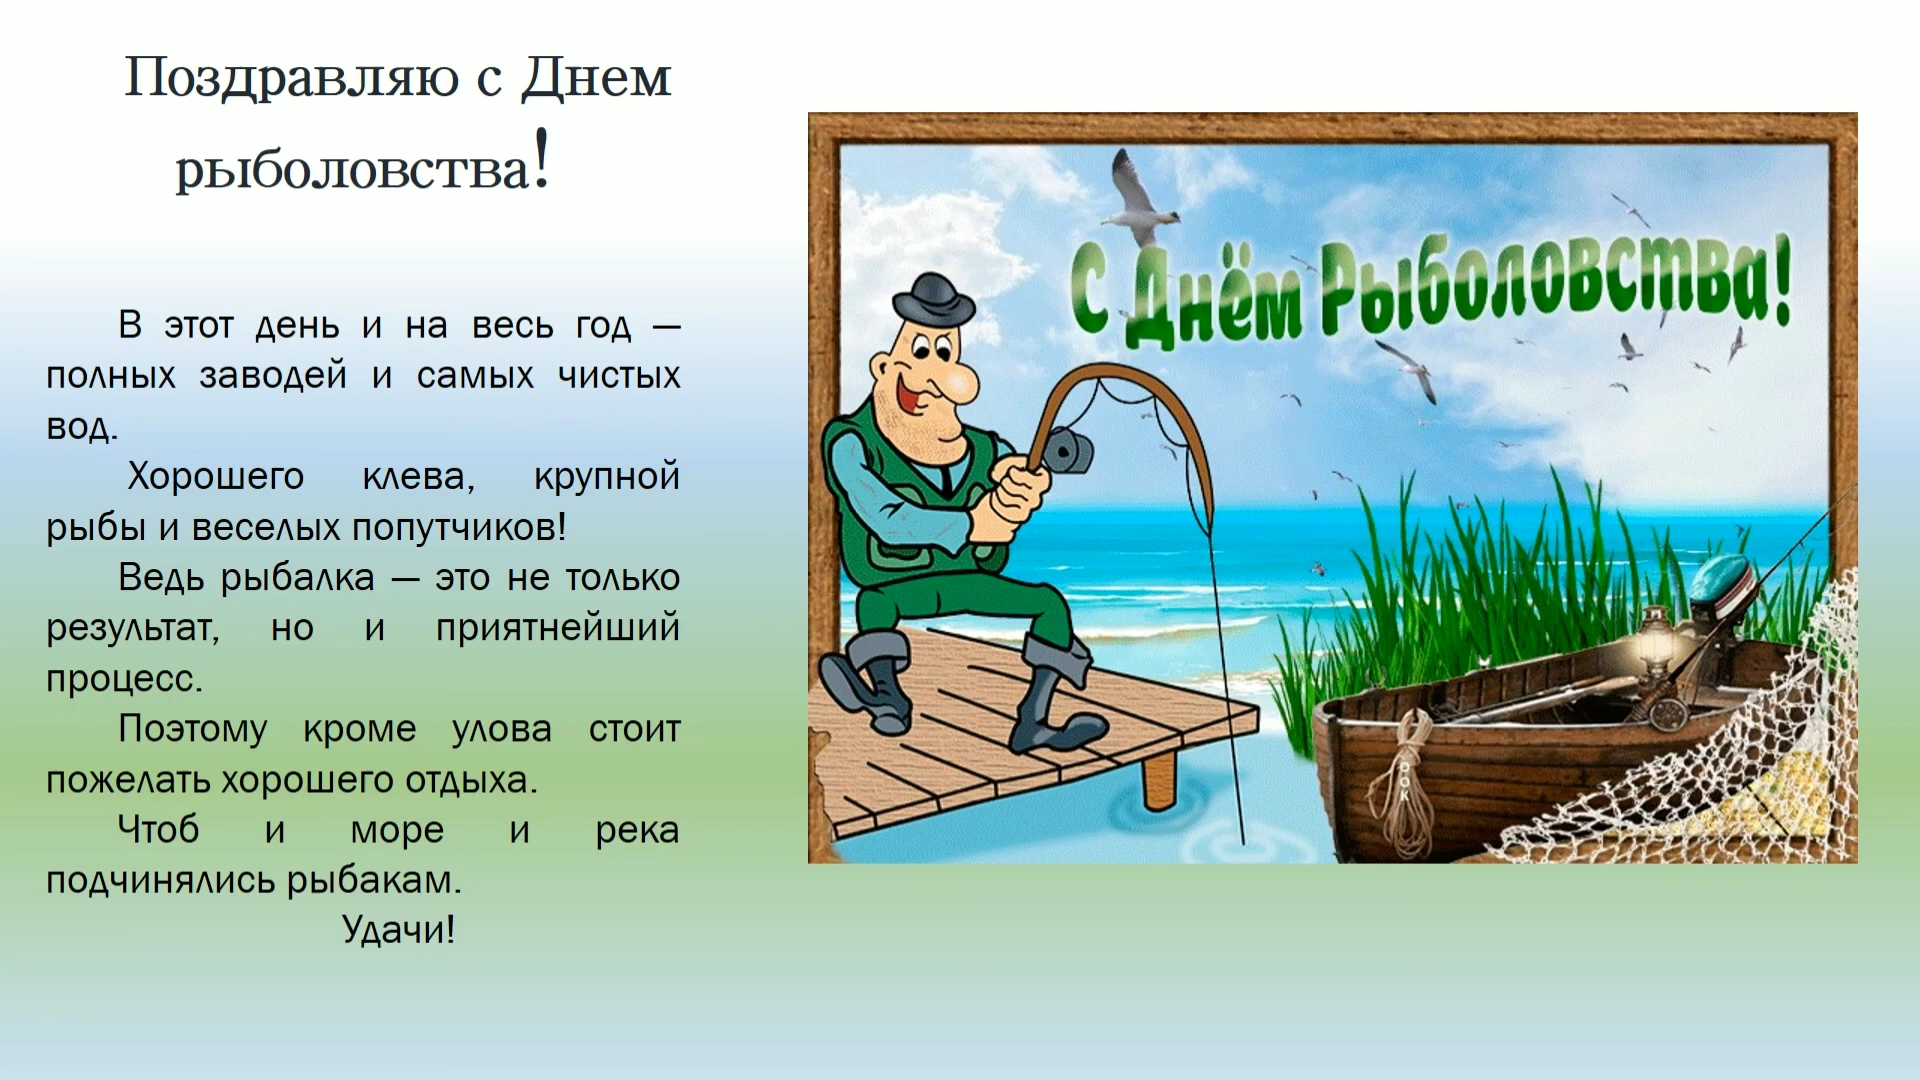 Поздравляю с Днем
рыболовства!
В этот день и на весь год —
полных заводей и самых чистых
вод.
Хорошего клева, крупной
рыбы и веселых попутчиков!
Ведь рыбалка — это не только
результат, но и приятнейший
процесс.
Поэтому кроме улова стоит
пожелать хорошего отдыха.
Чтоб и море и река
подчинялись рыбакам.
Удачи!
С Днём Рыболовства!